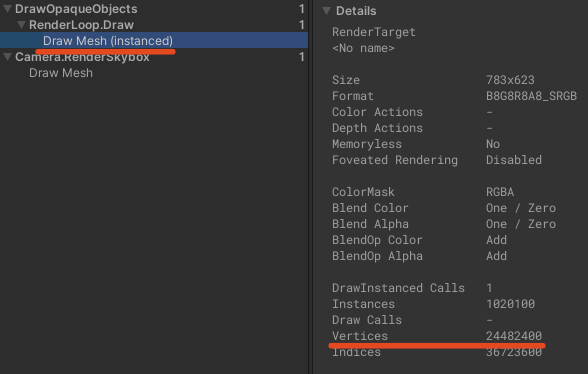 DrawOpaqueObjects 1
RenderLoop.Draw 1
Draw Mesh (instanced)
Camera.RenderSkybox 1
Draw Mesh
Details
RenderTarget
<No name>
Size 783x623
Format B8G8R8A8_SRGB
Color Actions -
Depth Actions -
Memoryless No
Foveated Rendering Disabled
ColorMask RGBA
Blend Color One / Zero
Blend Alpha One / Zero
BlendOp Color Add
BlendOp Alpha Add
DrawInstanced Calls 1
Instances 1020100
Draw Calls -
Vertices 24482400
Indices 36723600